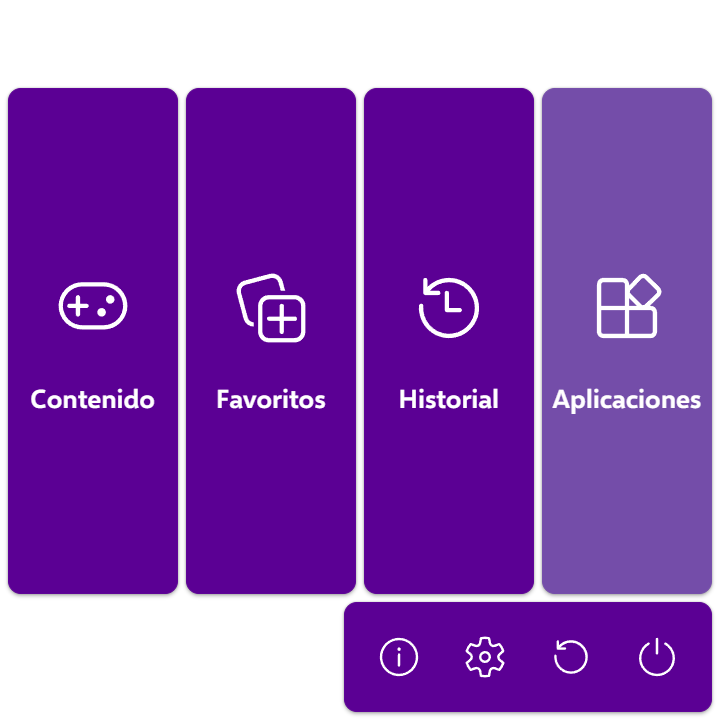 Contenido
Favoritos
Historial
Aplicaciones